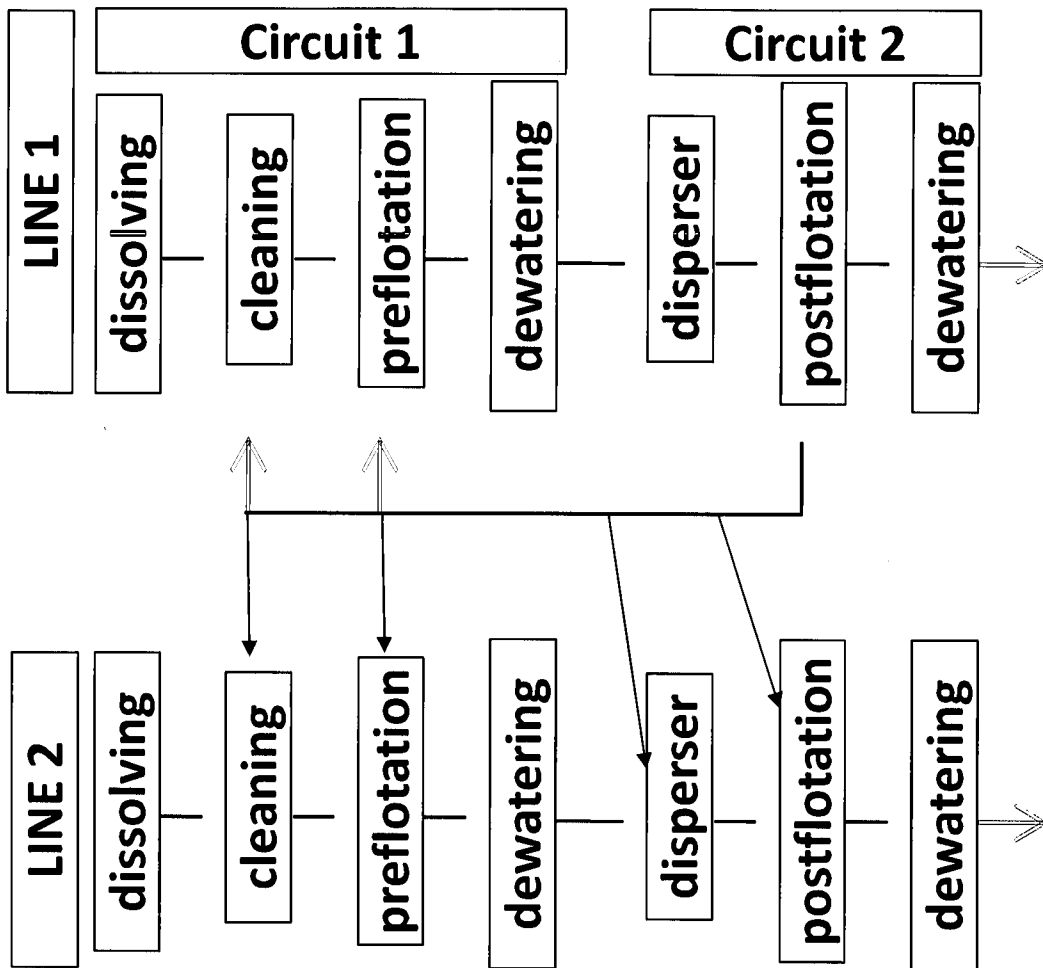 Circuit 1
Circuit 2
LINE 1
dissolving
cleaning
preflotation
dewatering
disperser
postflotation
dewatering
LINE 2
dissolving
cleaning
preflotation
dewatering
disperser
postflotation
dewatering